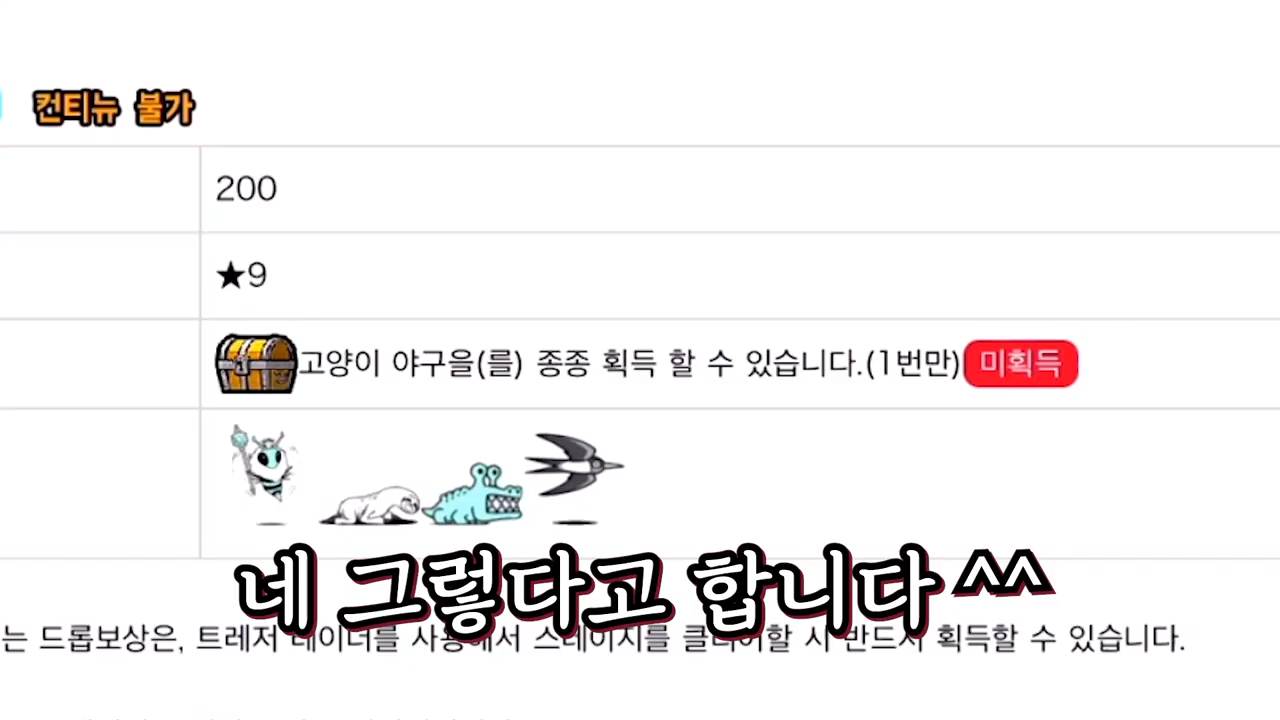 컨티뉴 불가
200
★9
고양이 야구을(를) 종종 획득 할 수 있습니다.(1번만) 미획득
네 그렇다고 합니다 ^^
는 드롭보상은, 트레저 레이더를 사용해서 스테이지를 클리어할 시 반드시 획득할 수 있습니다.